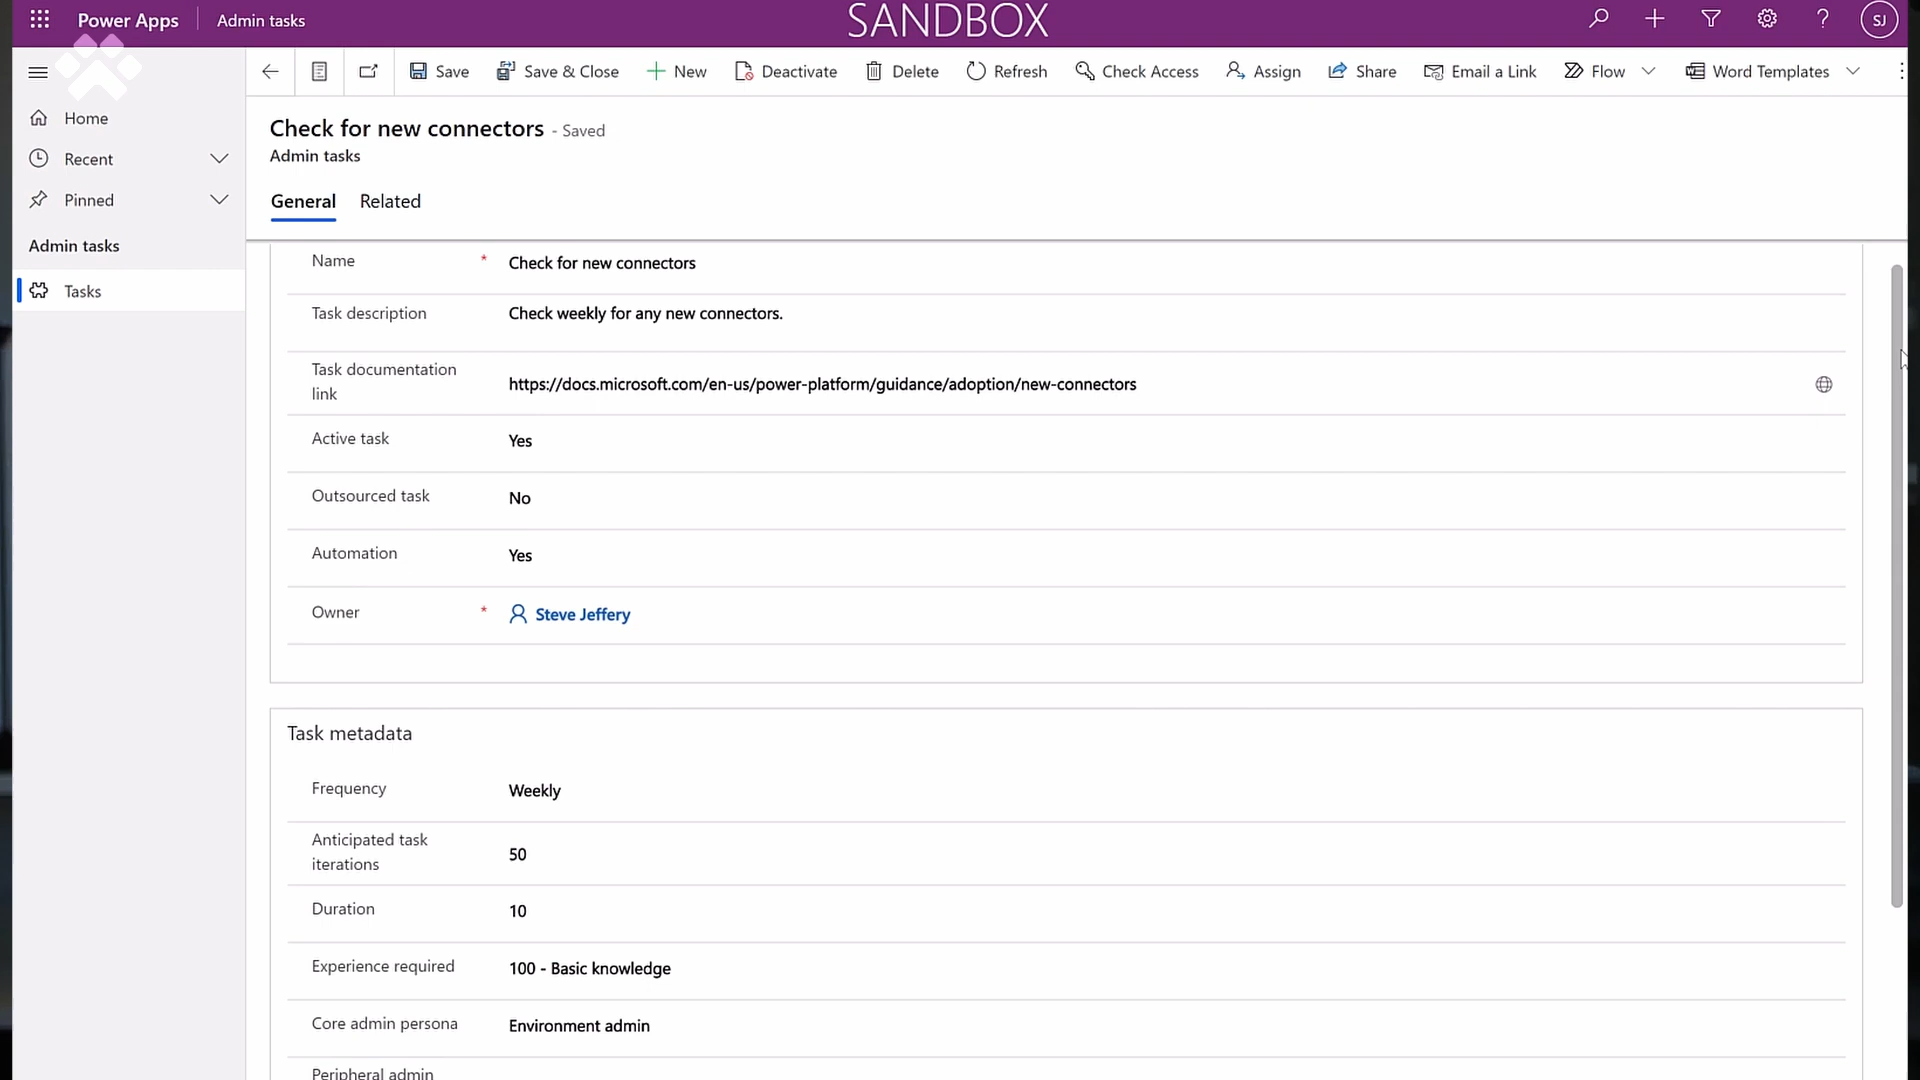 Power Apps Admin tasks SANDBOX SJ
Save Save & Close New Deactivate Delete Refresh Check Access Assign Share Email a Link Flow Word Templates
Home
Recent
Pinned
Admin tasks
Tasks
Check for new connectors - Saved
Admin tasks
General Related
Name * Check for new connectors
Task description Check weekly for any new connectors.
Task documentation
link
https://docs.microsoft.com/en-us/power-platform/guidance/adoption/new-connectors
Active task Yes
Outsourced task No
Automation Yes
Owner * Steve Jeffery
Task metadata
Frequency Weekly
Anticipated task
iterations
50
Duration 10
Experience required 100 - Basic knowledge
Core admin persona Environment admin
Peripheral admin